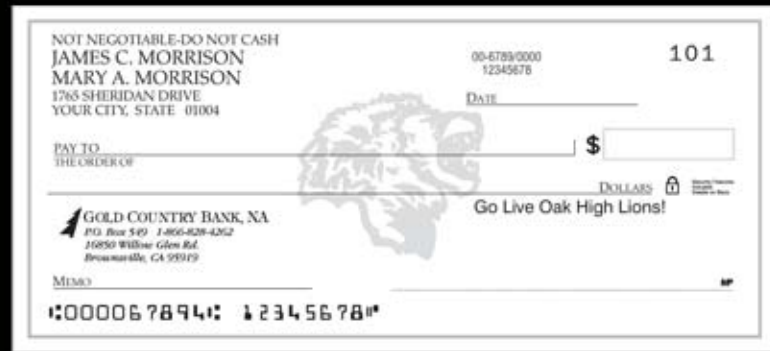 NOT NEGOTIABLE-DO NOT CASH
JAMES C. MORRISON
MARY A. MORRISON
1765 SHERIDAN DRIVE
YOUR CITY, STATE 01004
00-6789/0000
12345678
101
DATE
PAY TO
THE ORDER OF
$
DOLLARS
Go Live Oak High Lions!
GOLD COUNTRY BANK, NA
P.O. Box 549 1-866-828-4262
16850 Willow Glen Rd.
Brownsville, CA 95919
MEMO
MP
⑆000067894⑆ 12345678⑈